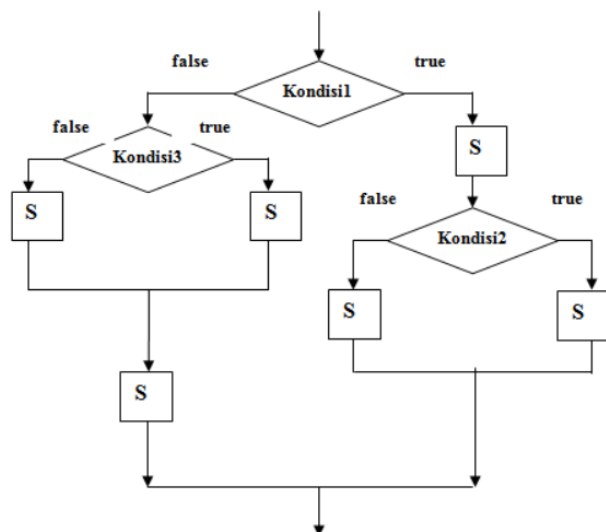 false true
Kondisi1
false true
Kondisi3
S
S S
false true
Kondisi2
S S
S